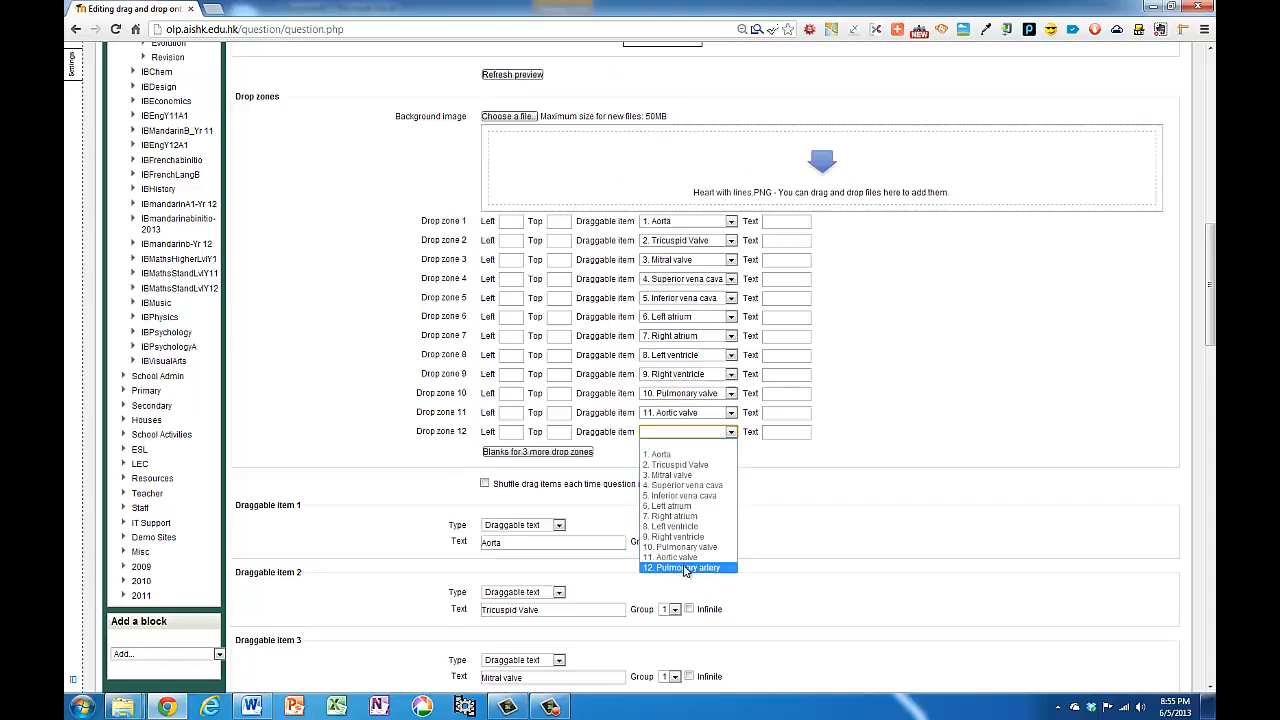 Editing drag and drop ont
olp.aishk.edu.hk/question/question.php
Settings
Evolution
Revision
IBChem
IBDesign
IBEconomics
IBEngY11A1
IBMandarinB_Yr 11
IBEngY12A1
IBFrenchabinitio
IBFrenchLangB
IBHistory
IBMandarinA1-Yr 12
IBmandarinabinitio-
2013
IBmandarinb-Yr 12
IBMathsHigherLvlY11
IBMathsStandLvlY11
IBMathsStandLvlY12
IBMusic
IBPhysics
IBPsychology
IBPsychologyA
IBVisualArts
School Admin
Primary
Secondary
Houses
School Activities
ESL
LEC
Resources
Teacher
Staff
IT Support
Demo Sites
Misc
2009
2010
2011
Add a block
Add...
Refresh preview
Drop zones
Background image Choose a file... Maximum size for new files: 50MB
Heart with lines.PNG - You can drag and drop files here to add them.
Drop zone 1 Left Top Draggable item 1. Aorta Text
Drop zone 2 Left Top Draggable item 2. Tricuspid Valve Text
Drop zone 3 Left Top Draggable item 3. Mitral valve Text
Drop zone 4 Left Top Draggable item 4. Superior vena cava Text
Drop zone 5 Left Top Draggable item 5. Inferior vena cava Text
Drop zone 6 Left Top Draggable item 6. Left atrium Text
Drop zone 7 Left Top Draggable item 7. Right atrium Text
Drop zone 8 Left Top Draggable item 8. Left ventricle Text
Drop zone 9 Left Top Draggable item 9. Right ventricle Text
Drop zone 10 Left Top Draggable item 10. Pulmonary valve Text
Drop zone 11 Left Top Draggable item 11. Aortic valve Text
Drop zone 12 Left Top Draggable item Text
Blanks for 3 more drop zones
1. Aorta
2. Tricuspid Valve
3. Mitral valve
4. Superior vena cava
5. Inferior vena cava
6. Left atrium
7. Right atrium
8. Left ventricle
9. Right ventricle
10. Pulmonary valve
11. Aortic valve
12. Pulmonary artery
Shuffle drag items each time question i
Draggable item 1
Type Draggable text
Text Aorta
Draggable item 2
Type Draggable text
Text Tricuspid Valve Group 1 Infinite
Draggable item 3
Type Draggable text
Text Mitral valve Group 1 Infinite
8:55 PM
6/5/2013